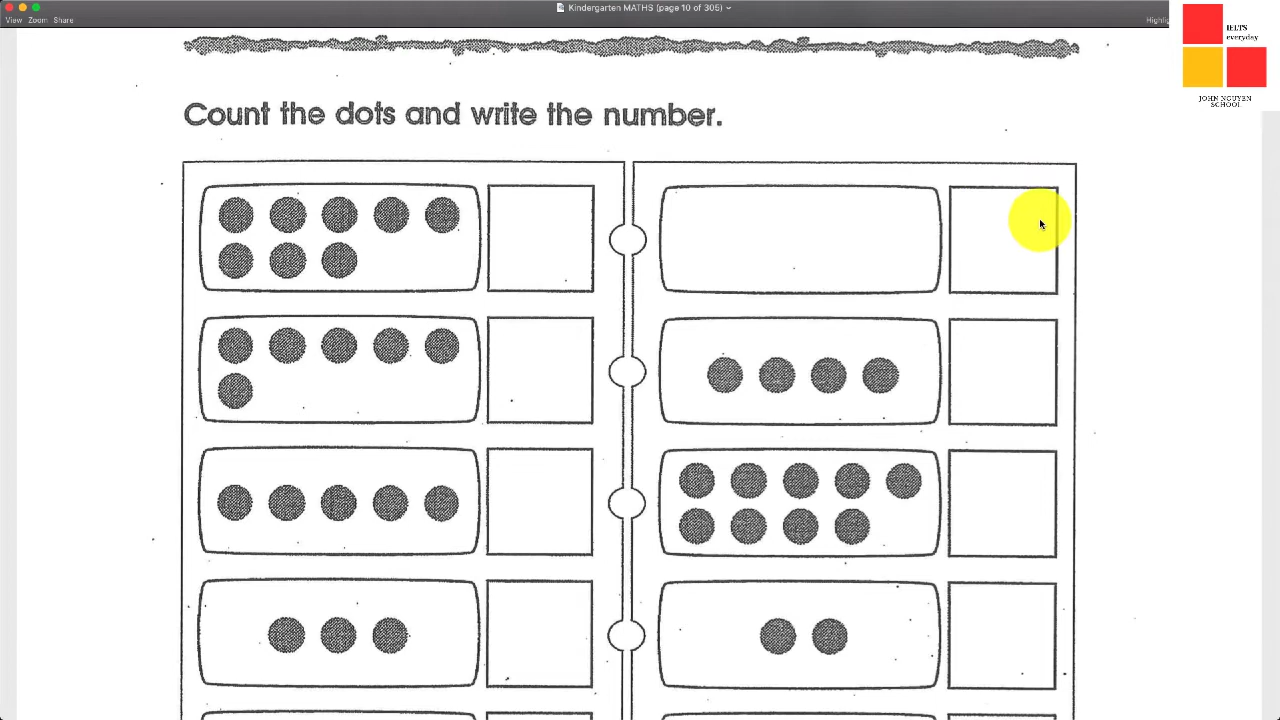 Kindergarten MATHS (page 10 of 305)
View Zoom Share
Highlig
IELTS
everyday
JOHN NGUYEN
SCHOOL
Count the dots and write the number.